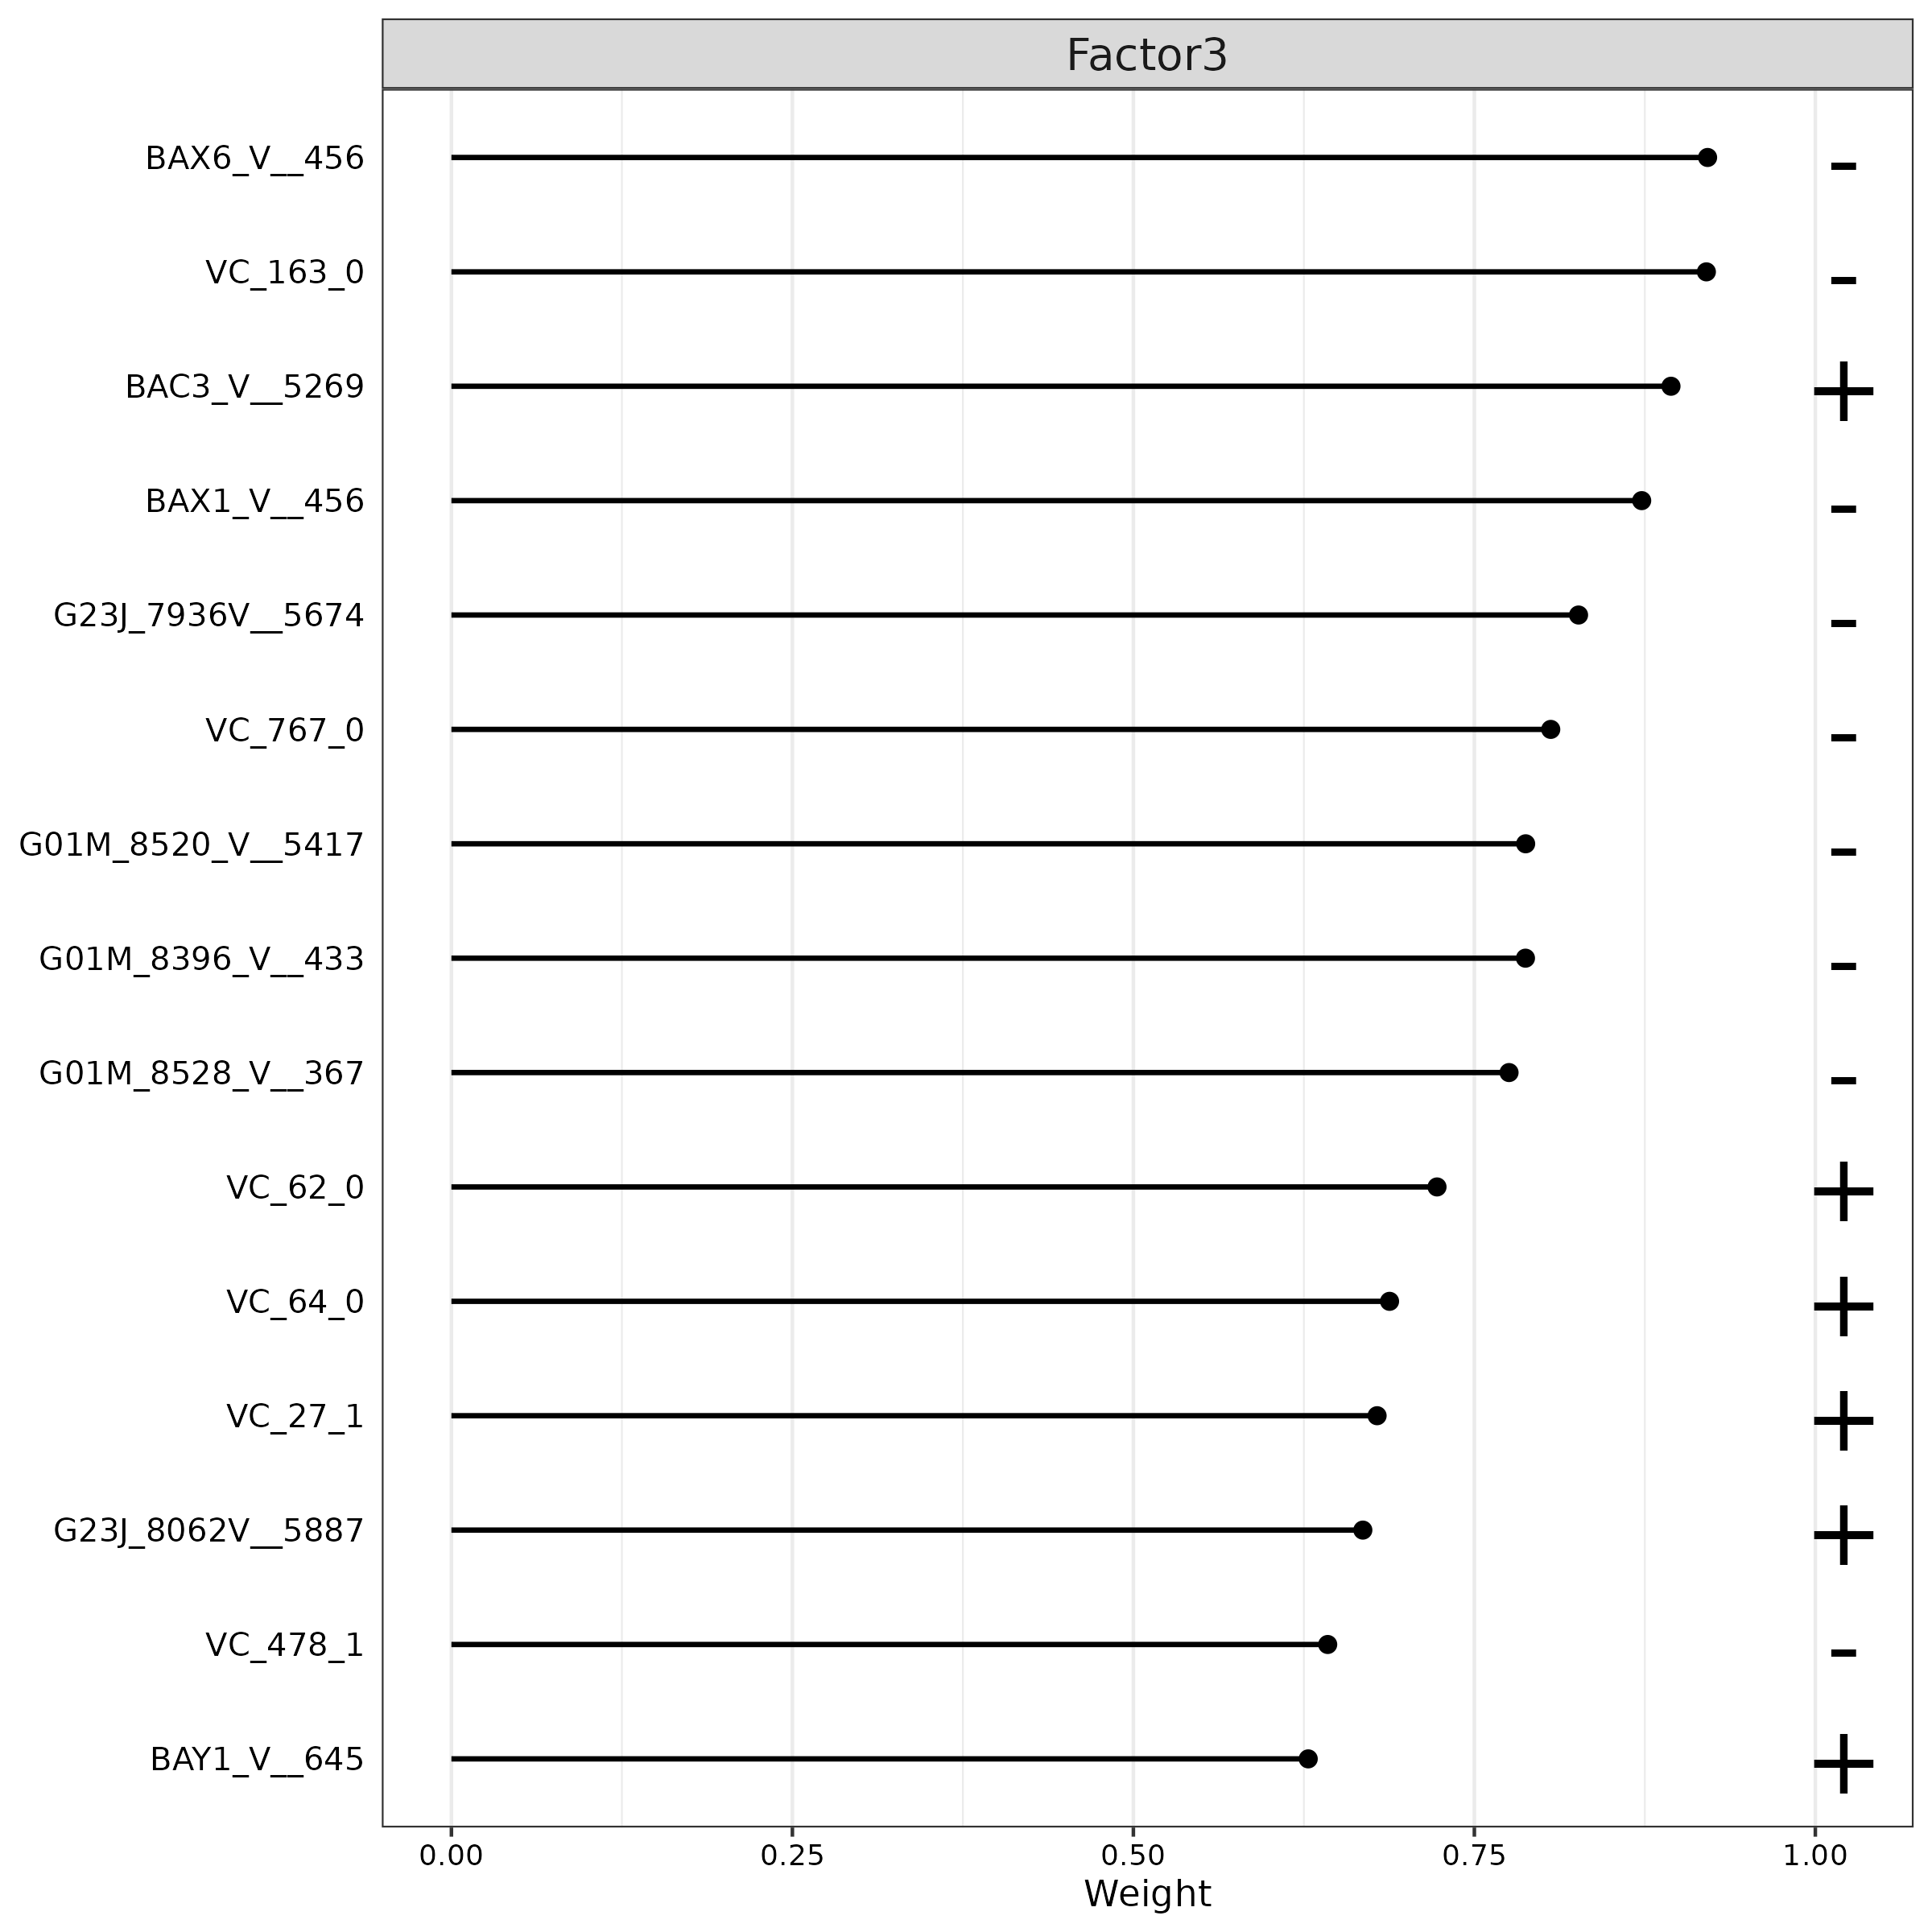 Factor3
BAX6_V__456 -
VC_163_0 -
BAC3_V__5269 +
BAX1_V__456 -
G23J_7936V__5674 -
VC_767_0 -
G01M_8520_V__5417 -
G01M_8396_V__433 -
G01M_8528_V__367 -
VC_62_0 +
VC_64_0 +
VC_27_1 +
G23J_8062V__5887 +
VC_478_1 -
BAY1_V__645 +
0.00 0.25 0.50 0.75 1.00
Weight